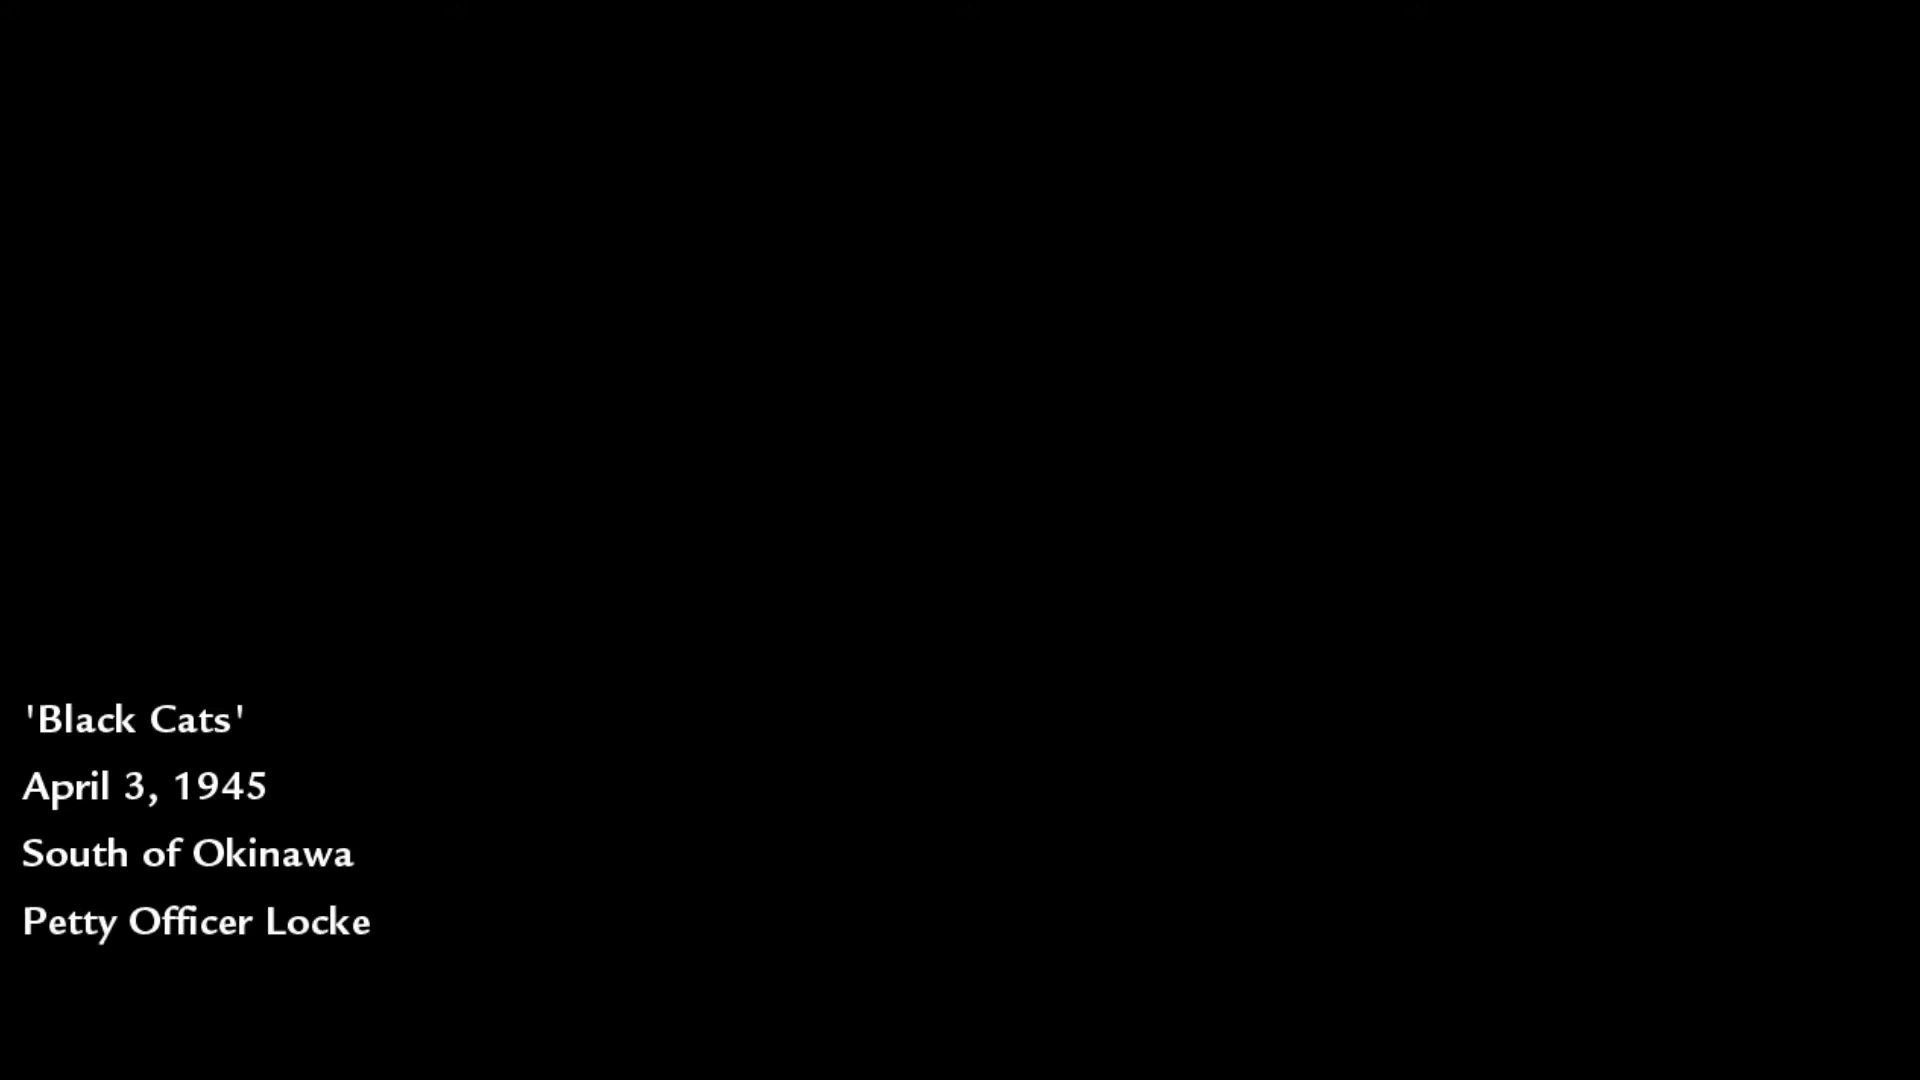 'Black Cats'
April 3, 1945
South of Okinawa
Petty Officer Locke